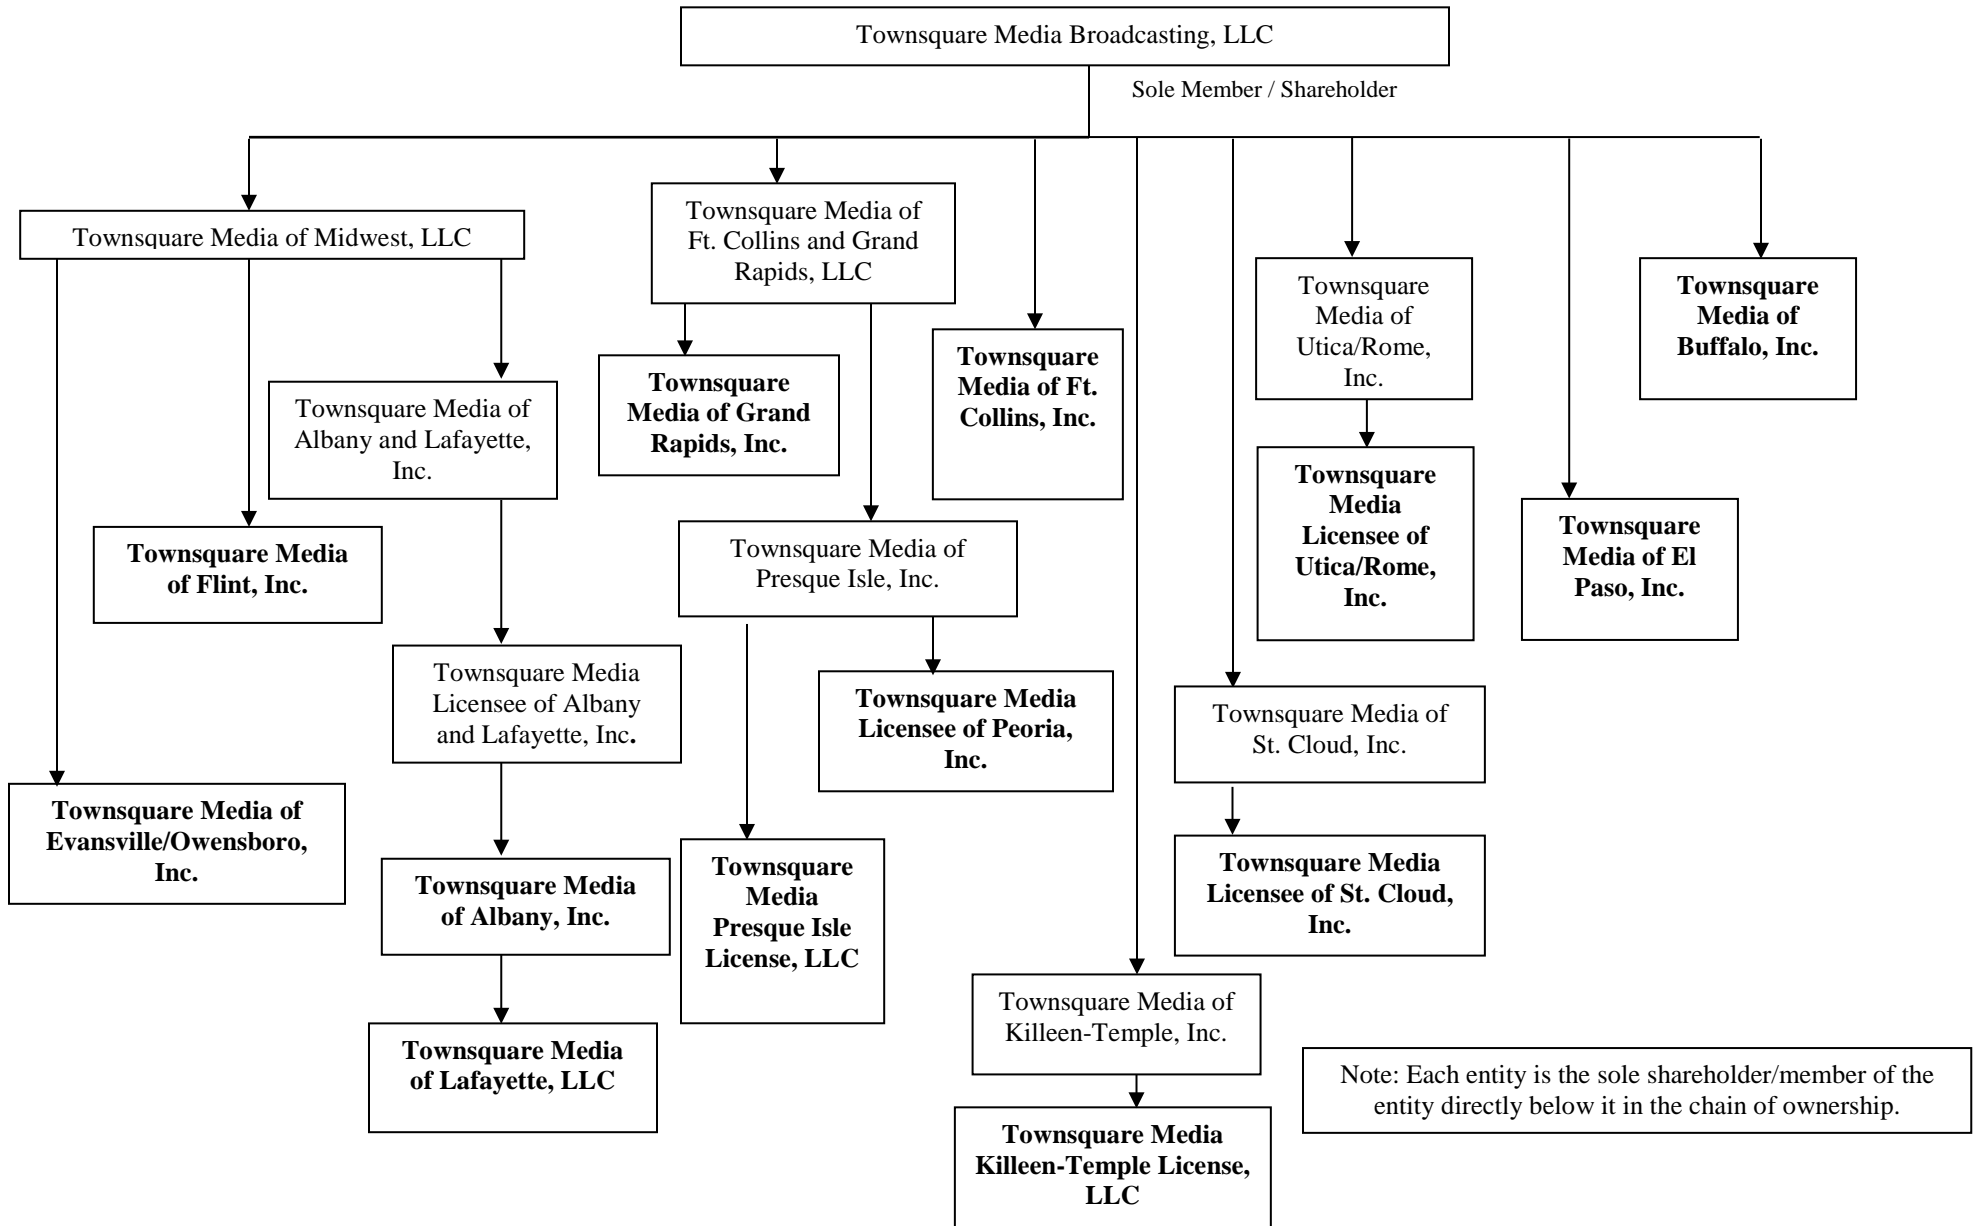 Townsquare Media Broadcasting, LLC
Sole Member / Shareholder
Townsquare Media of Midwest, LLC
Townsquare Media of
Ft. Collins and Grand
Rapids, LLC
Townsquare
Media of
Utica/Rome,
Inc.
Townsquare
Media of
Buffalo, Inc.
Townsquare
Media of Ft.
Collins, Inc.
Townsquare
Media of Grand
Rapids, Inc.
Townsquare Media of
Albany and Lafayette,
Inc.
Townsquare
Media
Licensee of
Utica/Rome,
Inc.
Townsquare
Media of El
Paso, Inc.
Townsquare Media
of Flint, Inc.
Townsquare Media of
Presque Isle, Inc.
Townsquare Media
Licensee of Albany
and Lafayette, Inc.
Townsquare Media
Licensee of Peoria,
Inc.
Townsquare Media of
St. Cloud, Inc.
Townsquare Media of
Evansville/Owensboro,
Inc.
Townsquare Media
of Albany, Inc.
Townsquare
Media
Presque Isle
License, LLC
Townsquare Media
Licensee of St. Cloud,
Inc.
Townsquare Media of
Killeen-Temple, Inc.
Townsquare Media
of Lafayette, LLC
Note: Each entity is the sole shareholder/member of the
entity directly below it in the chain of ownership.
Townsquare Media
Killeen-Temple License,
LLC